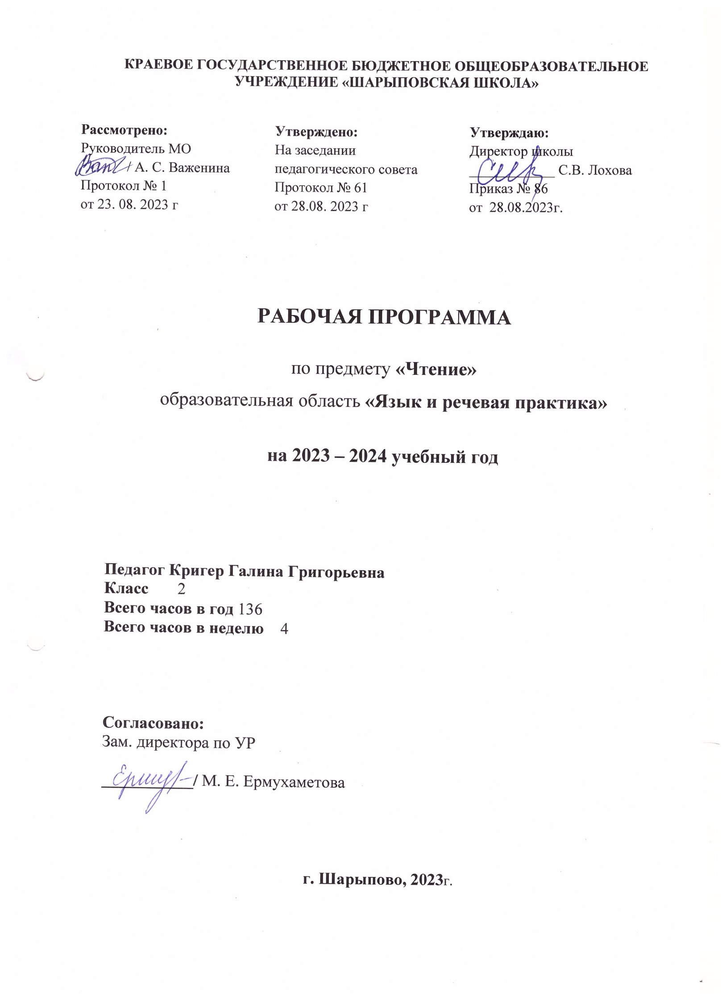 КРАЕВОЕ ГОСУДАРСТВЕННОЕ БЮДЖЕТНОЕ ОБЩЕОБРАЗОВАТЕЛЬНОЕ
УЧРЕЖДЕНИЕ «ШАРЫПОВСКАЯ ШКОЛА»
Рассмотрено:
Руководитель МО
/ А. С. Важенина
Протокол № 1
от 23. 08. 2023 г
Утверждено:
На заседании
педагогического совета
Протокол № 61
от 28.08. 2023 г
Утверждаю:
Директор школы
____________ С.В. Лохова
Приказ № 86
от 28.08.2023г.
РАБОЧАЯ ПРОГРАММА
по предмету «Чтение»
образовательная область «Язык и речевая практика»
на 2023 – 2024 учебный год
Педагог Кригер Галина Григорьевна
Класс 2
Всего часов в год 136
Всего часов в неделю 4
Согласовано:
Зам. директора по УР
___________/ М. Е. Ермухаметова
г. Шарыпово, 2023г.